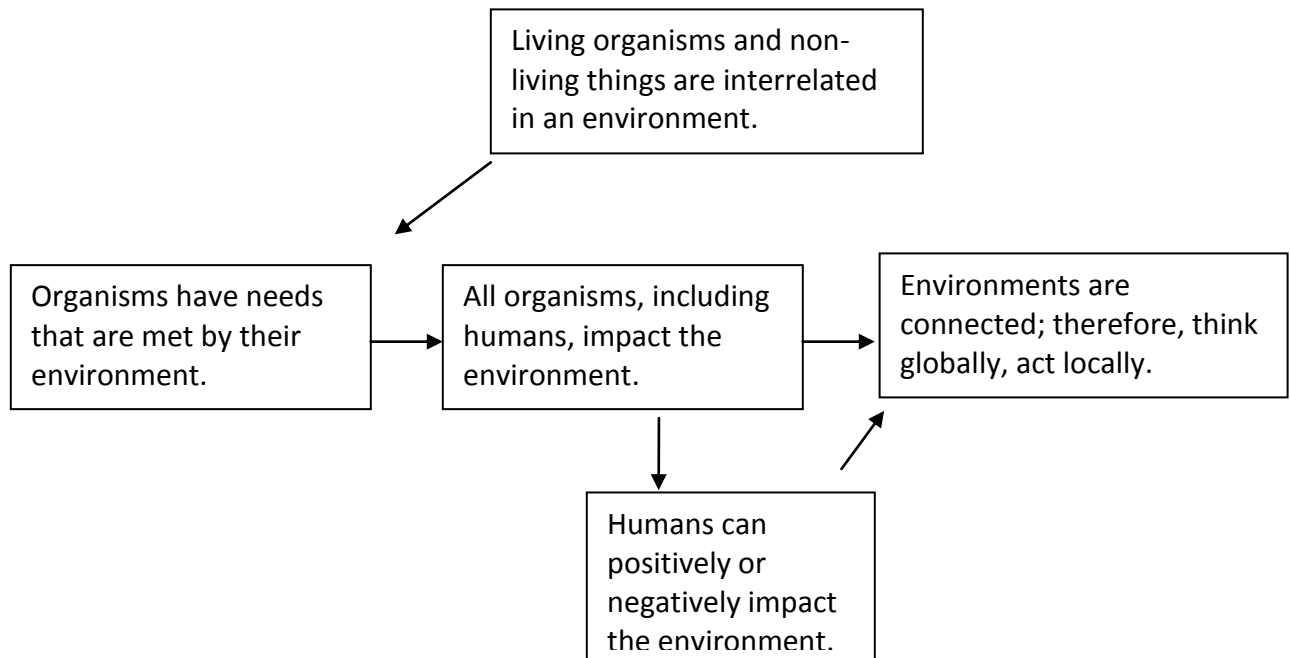 Living organisms and non-
living things are interrelated
in an environment.
Organisms have needs
that are met by their
environment.
All organisms, including
humans, impact the
environment.
Environments are
connected; therefore, think
globally, act locally.
Humans can
positively or
negatively impact
the environment.